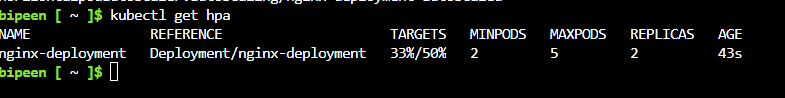 bipeen [ ~ ]$ kubectl get hpa
NAME REFERENCE TARGETS MINPODS MAXPODS REPLICAS AGE
nginx-deployment Deployment/nginx-deployment 33%/50% 2 5 2 43s
bipeen [ ~ ]$